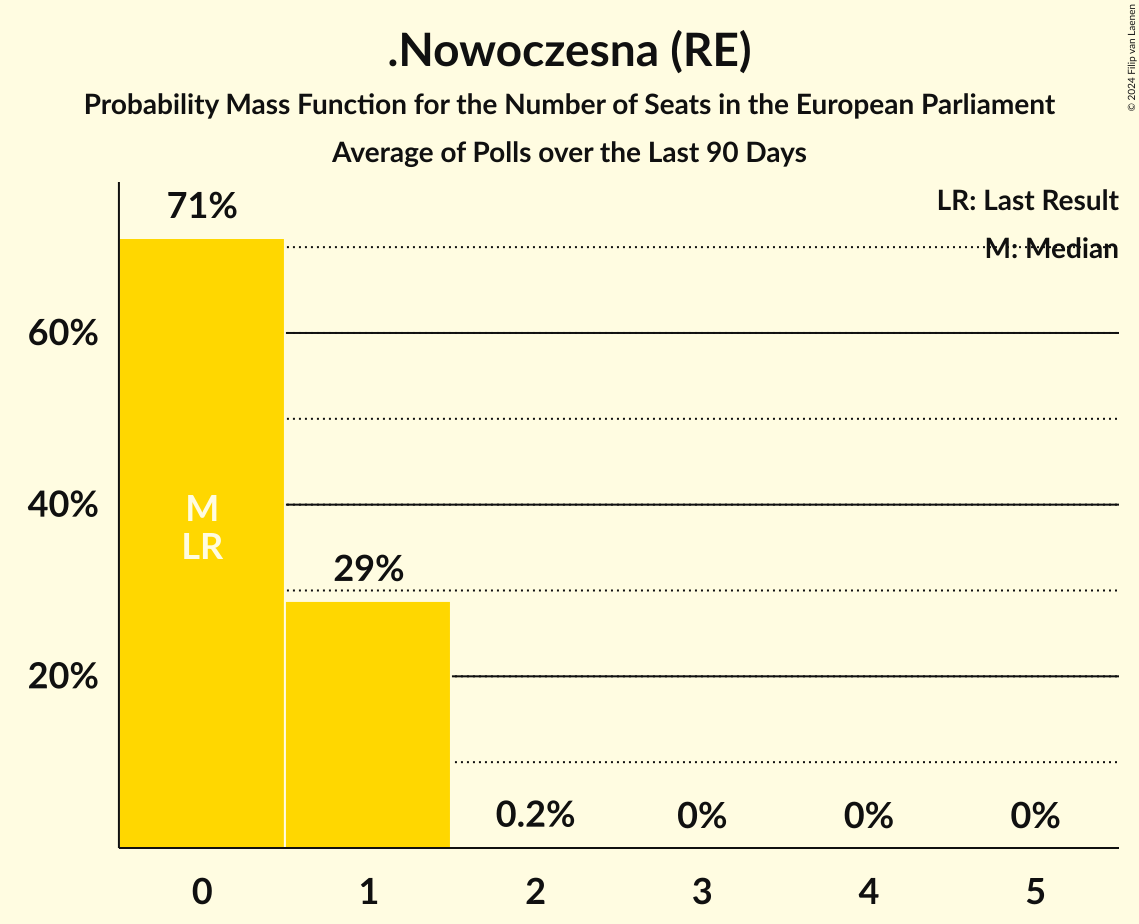 .Nowoczesna (RE)
Probability Mass Function for the Number of Seats in the European Parliament
Average of Polls over the Last 90 Days
© 2024 Filip van Laenen
LR: Last Result
M: Median
71%
60%
40%
20%
M
LR
29%
0.2%
0%
0%
0%
0
1
2
3
4
5